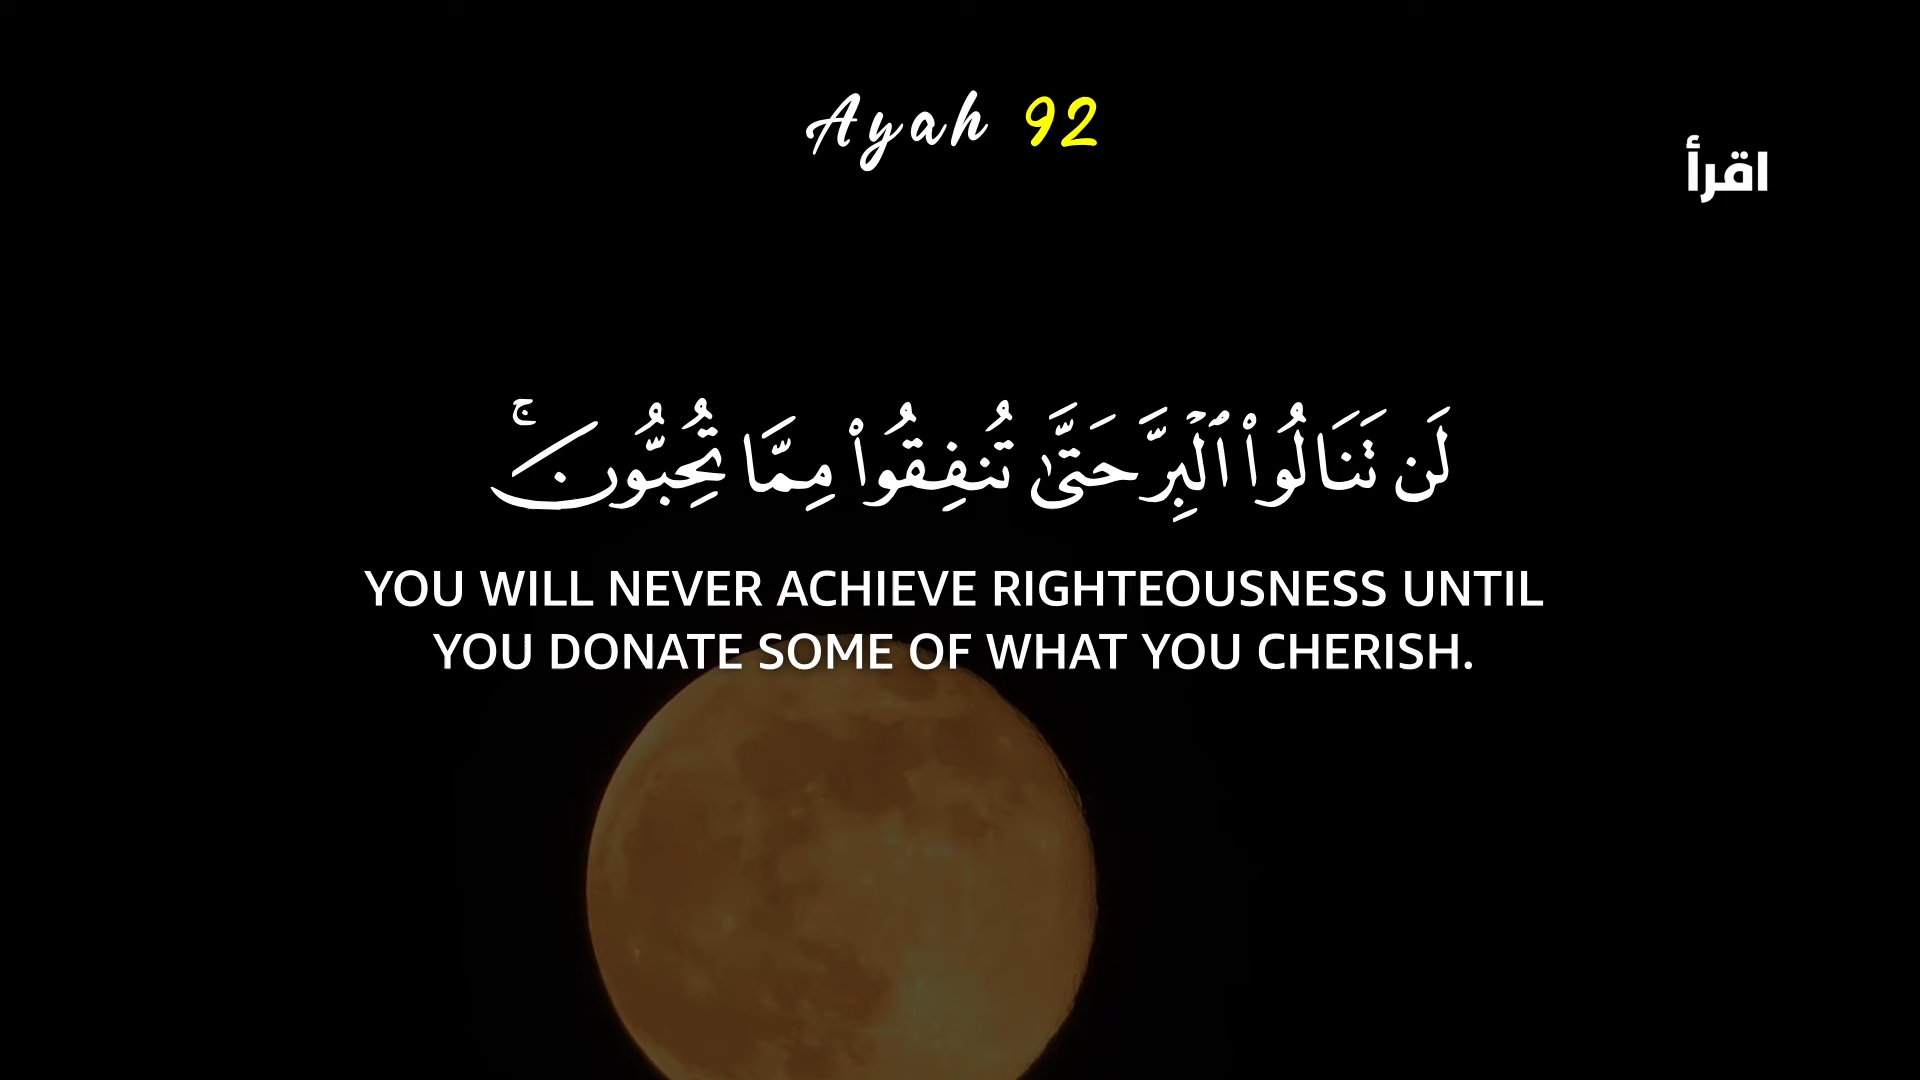 Ayah 92
اقرأ
لَن تَنَالُوا۟ ٱلْبِرَّ حَتَّىٰ تُنفِقُوا۟ مِمَّا تُحِبُّونَ ۚ
YOU WILL NEVER ACHIEVE RIGHTEOUSNESS UNTIL
YOU DONATE SOME OF WHAT YOU CHERISH.